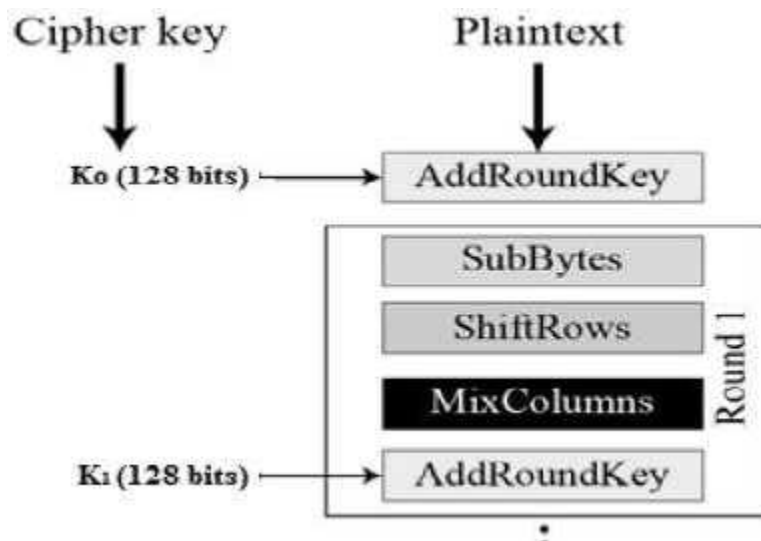 Cipher key
Plaintext
K0 (128 bits)
AddRoundKey
SubBytes
ShiftRows
MixColumns
Round 1
K1 (128 bits)
AddRoundKey